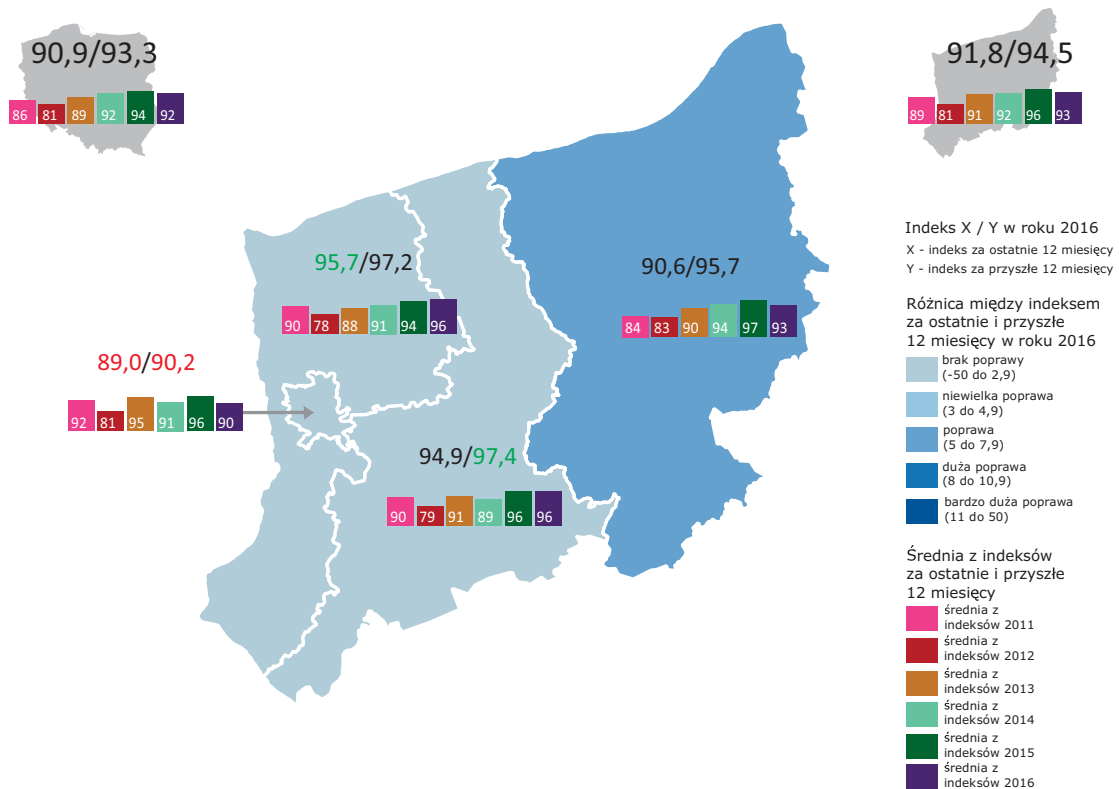 90,9/93,3
86 81 89 92 94 92
91,8/94,5
89 81 91 92 96 93
95,7/97,2
90 78 88 91 94 96
90,6/95,7
84 83 90 94 97 93
89,0/90,2
92 81 95 91 96 90
94,9/97,4
90 79 91 89 96 96
Indeks X / Y w roku 2016
X - indeks za ostatnie 12 miesięcy
Y - indeks za przyszłe 12 miesięcy
Różnica między indeksem
za ostatnie i przyszłe
12 miesięcy w roku 2016
brak poprawy
(-50 do 2,9)
niewielka poprawa
(3 do 4,9)
poprawa
(5 do 7,9)
duża poprawa
(8 do 10,9)
bardzo duża poprawa
(11 do 50)
Średnia z indeksów
za ostatnie i przyszłe
12 miesięcy
średnia z
indeksów 2011
średnia z
indeksów 2012
średnia z
indeksów 2013
średnia z
indeksów 2014
średnia z
indeksów 2015
średnia z
indeksów 2016